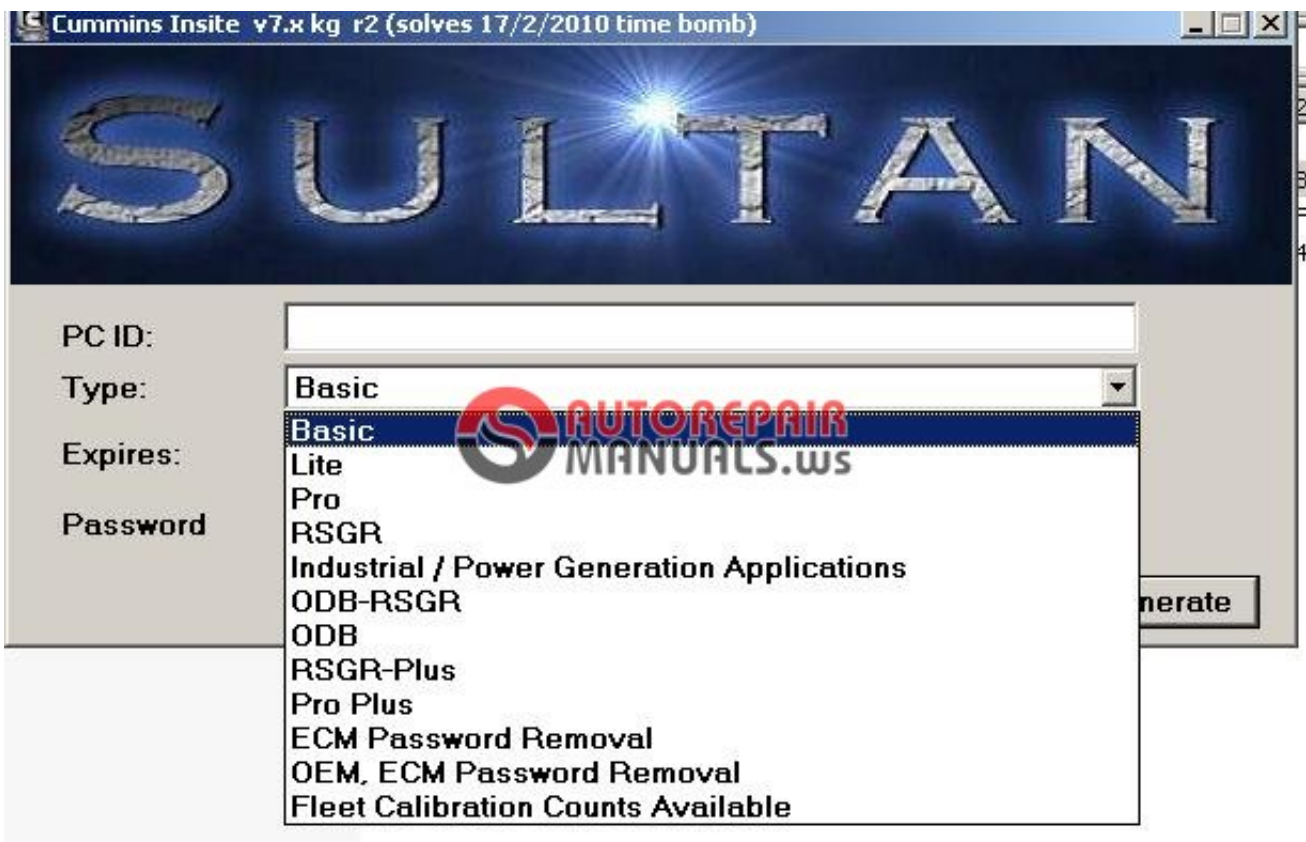 Cummins Insite v7.x kg r2 (solves 17/2/2010 time bomb)
SULTAN
PC ID:
Type:
Basic
AUTOREPAIR
MANUALS.ws
Basic
Lite
Pro
RSGR
Industrial / Power Generation Applications
ODB-RSGR
ODB
RSGR-Plus
Pro Plus
ECM Password Removal
OEM, ECM Password Removal
Fleet Calibration Counts Available
Expires:
Password
nerate